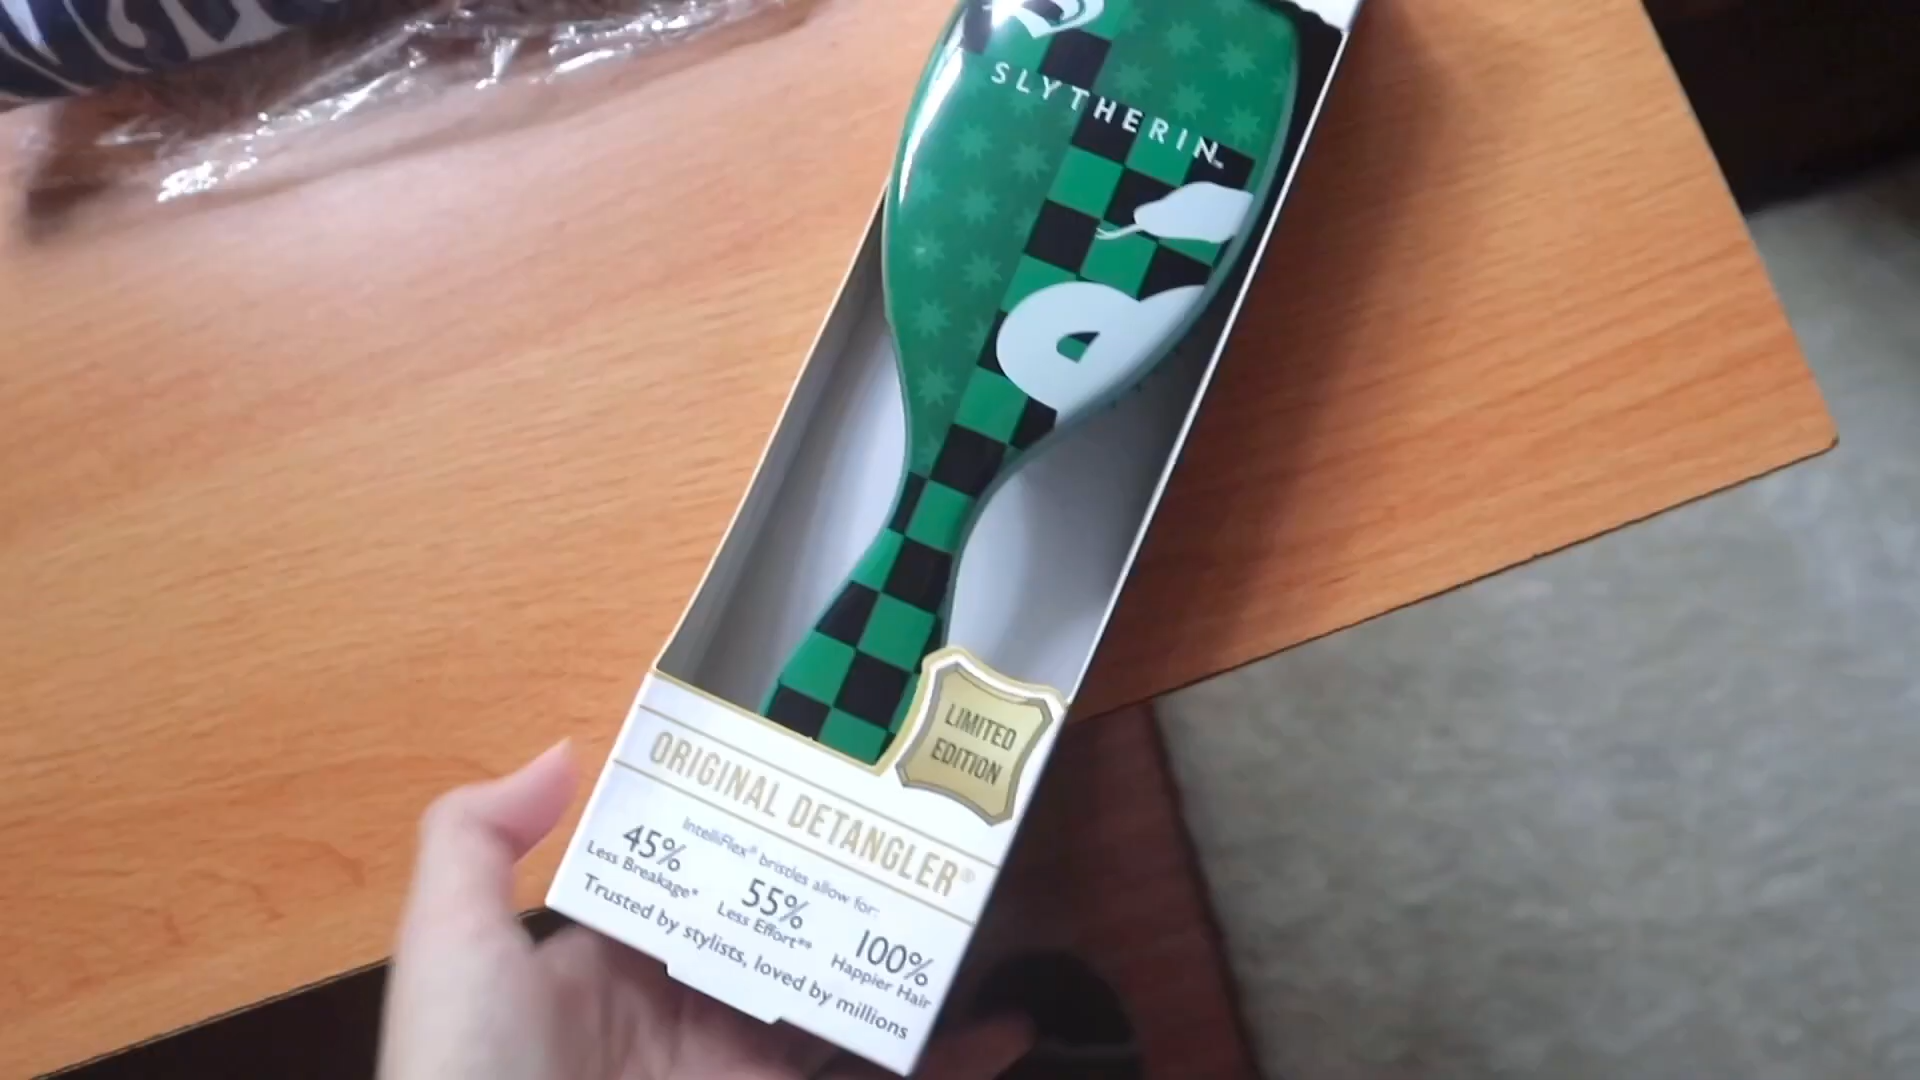 SLYTHERIN™
LIMITED
EDITION
ORIGINAL DETANGLER®
IntelliFlex® bristles allow for:
45%
Less Breakage*
55%
Less Effort**
100%
Happier Hair
Trusted by stylists, loved by millions